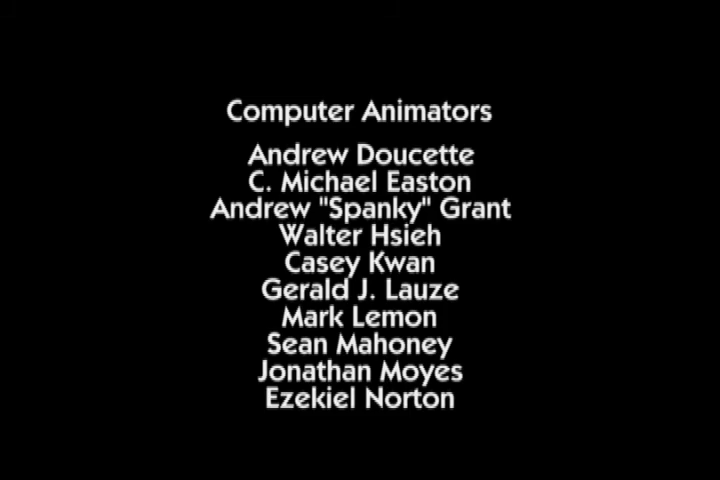 Computer Animators
Andrew Doucette
C. Michael Easton
Andrew "Spanky" Grant
Walter Hsieh
Casey Kwan
Gerald J. Lauze
Mark Lemon
Sean Mahoney
Jonathan Moyes
Ezekiel Norton